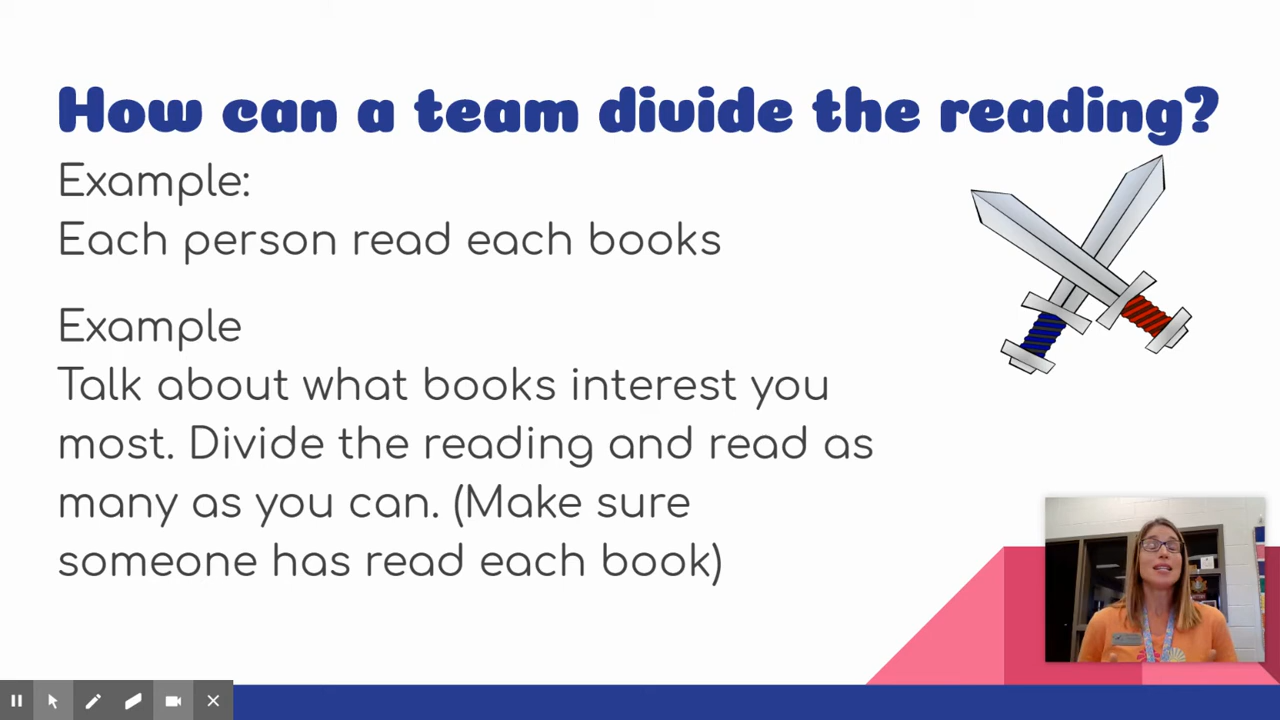 How can a team divide the reading?
Example:
Each person read each books
Example
Talk about what books interest you
most. Divide the reading and read as
many as you can. (Make sure
someone has read each book)